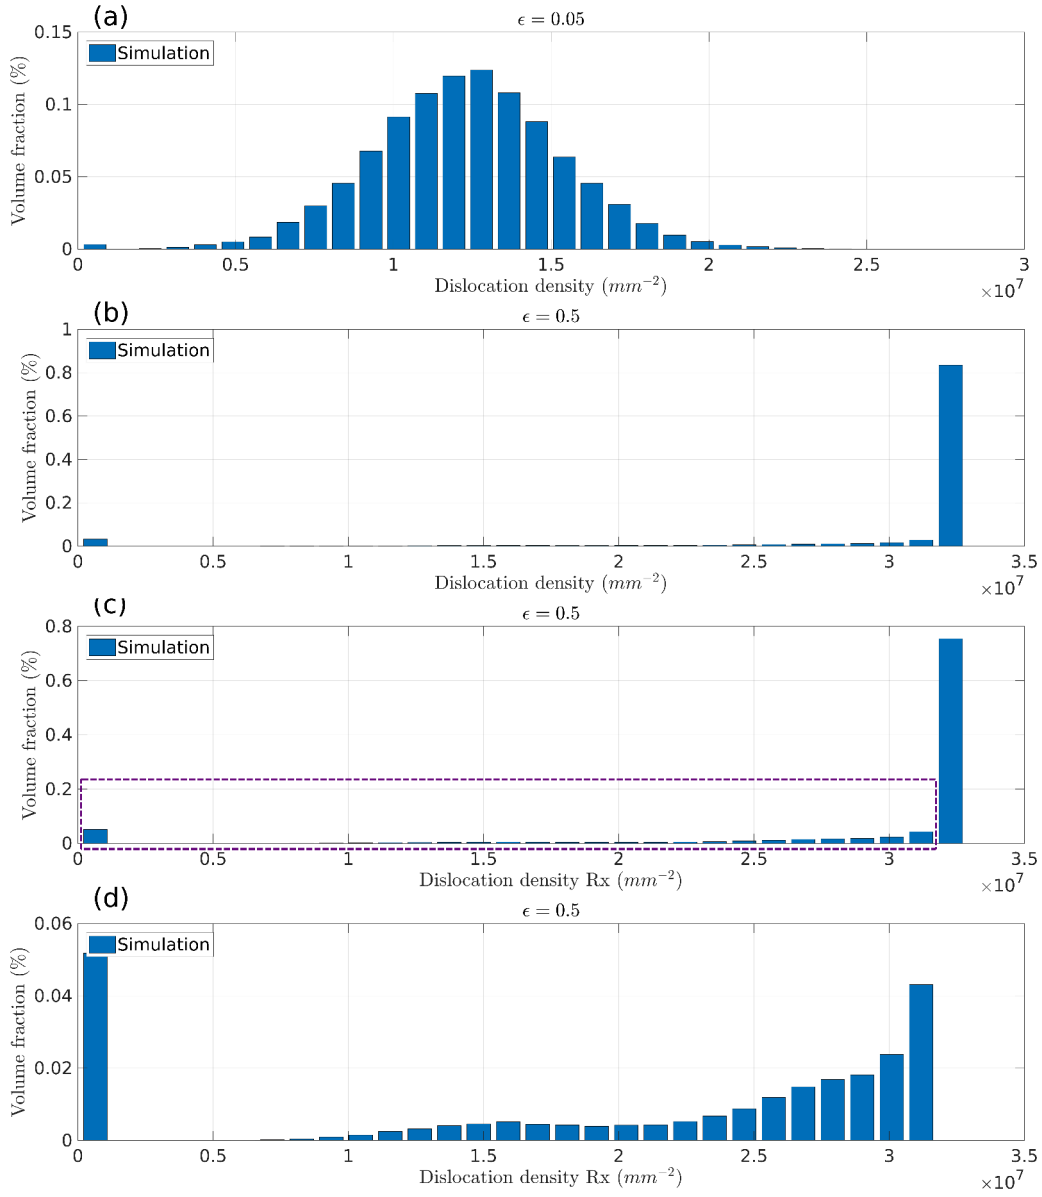 (a)
ϵ = 0.05
Simulation
Volume fraction (%)
0.15
0.1
0.05
0
0 0.5 1 1.5 2 2.5 3
Dislocation density (mm⁻²)
×10⁷
(b)
ϵ = 0.5
Simulation
Volume fraction (%)
1
0.8
0.6
0.4
0.2
0
0 0.5 1 1.5 2 2.5 3 3.5
Dislocation density (mm⁻²)
×10⁷
(c)
ϵ = 0.5
Simulation
Volume fraction (%)
0.8
0.6
0.4
0.2
0
0 0.5 1 1.5 2 2.5 3 3.5
Dislocation density Rx (mm⁻²)
×10⁷
(d)
ϵ = 0.5
Simulation
Volume fraction (%)
0.06
0.04
0.02
0
0 0.5 1 1.5 2 2.5 3 3.5
Dislocation density Rx (mm⁻²)
×10⁷